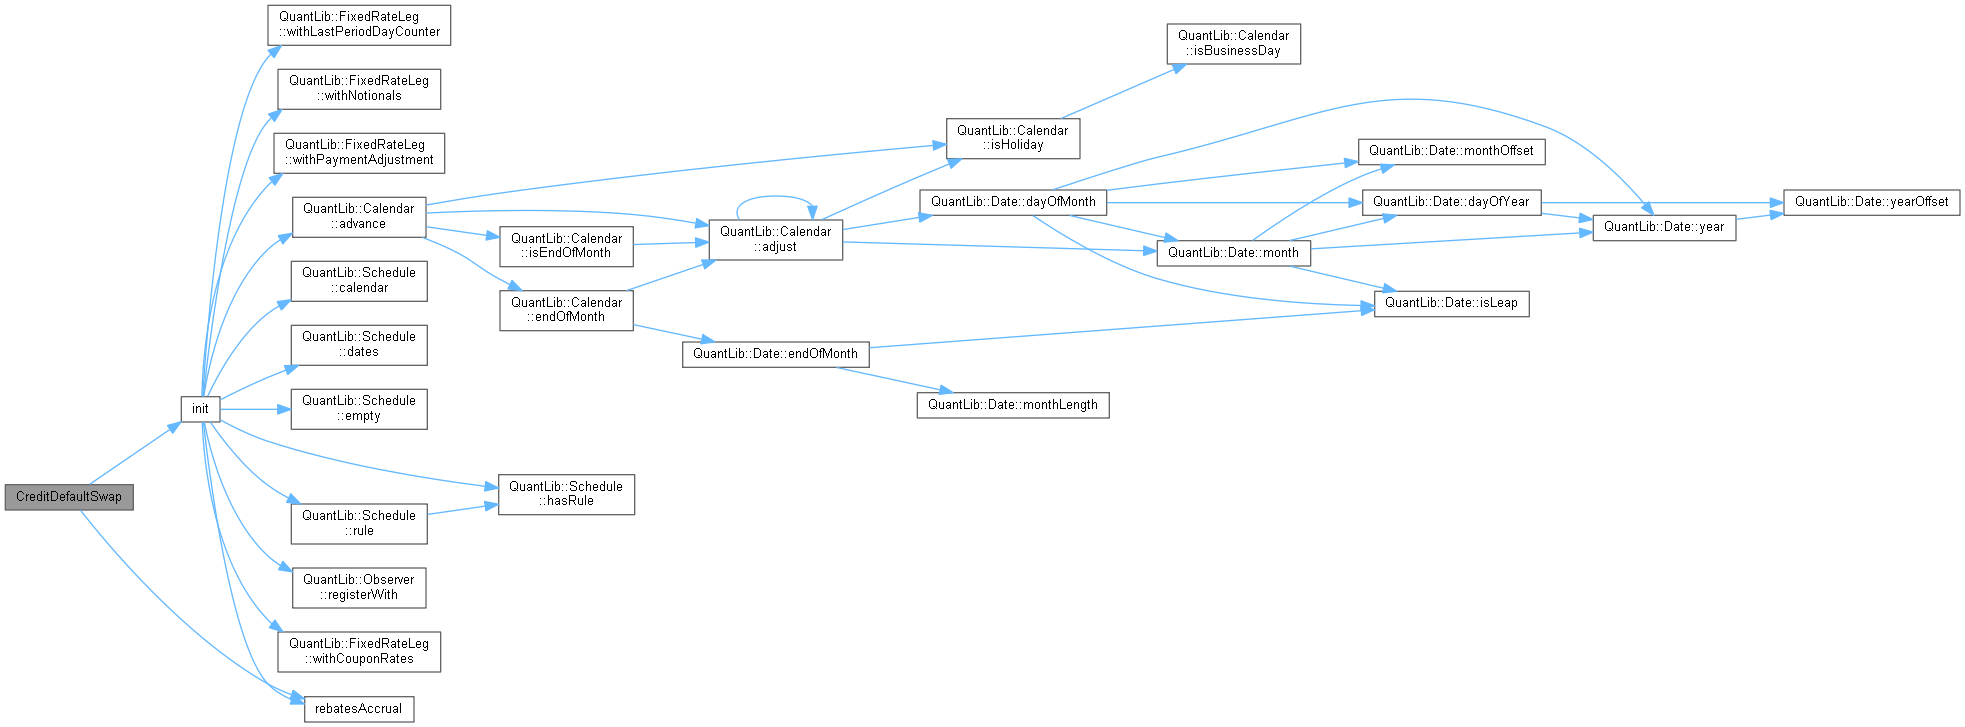 CreditDefaultSwap
init
QuantLib::FixedRateLeg
::withLastPeriodDayCounter
QuantLib::FixedRateLeg
::withNotionals
QuantLib::FixedRateLeg
::withPaymentAdjustment
QuantLib::Calendar
::advance
QuantLib::Schedule
::calendar
QuantLib::Schedule
::dates
QuantLib::Schedule
::empty
QuantLib::Schedule
::rule
QuantLib::Observer
::registerWith
QuantLib::FixedRateLeg
::withCouponRates
rebatesAccrual
QuantLib::Calendar
::isEndOfMonth
QuantLib::Calendar
::endOfMonth
QuantLib::Schedule
::hasRule
QuantLib::Calendar
::adjust
QuantLib::Date::endOfMonth
QuantLib::Calendar
::isHoliday
QuantLib::Date::dayOfMonth
QuantLib::Date::monthLength
QuantLib::Calendar
::isBusinessDay
QuantLib::Date::month
QuantLib::Date::monthOffset
QuantLib::Date::dayOfYear
QuantLib::Date::isLeap
QuantLib::Date::year
QuantLib::Date::yearOffset